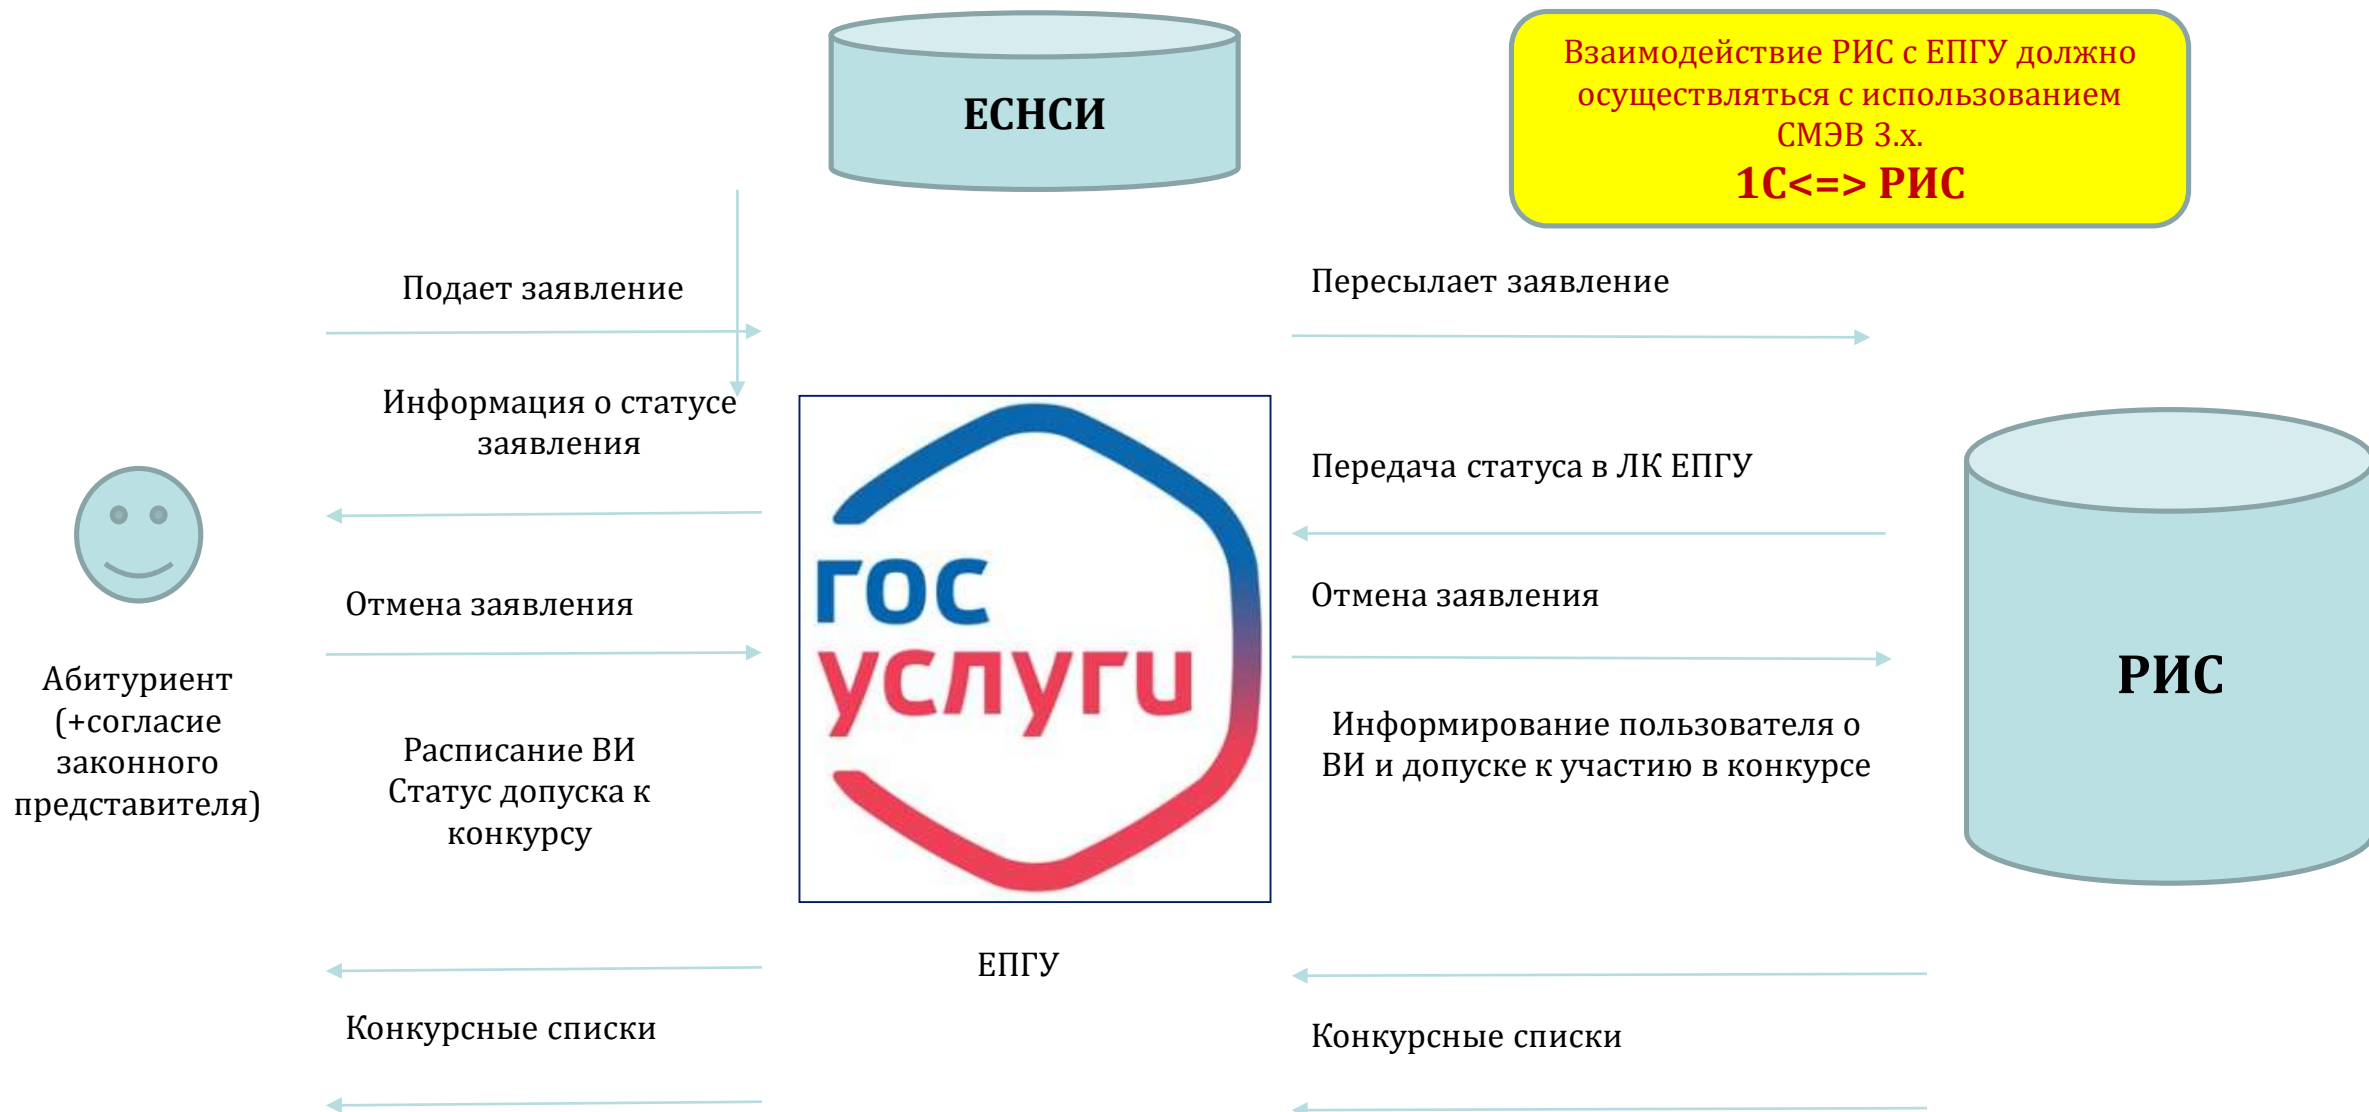 ЕСНСИ
Взаимодействие РИС с ЕПГУ должно
осуществляться с использованием
СМЭВ 3.х.
1С<=> РИС
Подает заявление
Пересылает заявление
Информация о статусе
заявления
Передача статуса в ЛК ЕПГУ
гос
услуги
Отмена заявления
Отмена заявления
РИС
Абитуриент
(+согласие
законного
представителя)
Расписание ВИ
Статус допуска к
конкурсу
Информирование пользователя о
ВИ и допуске к участию в конкурсе
ЕПГУ
Конкурсные списки
Конкурсные списки